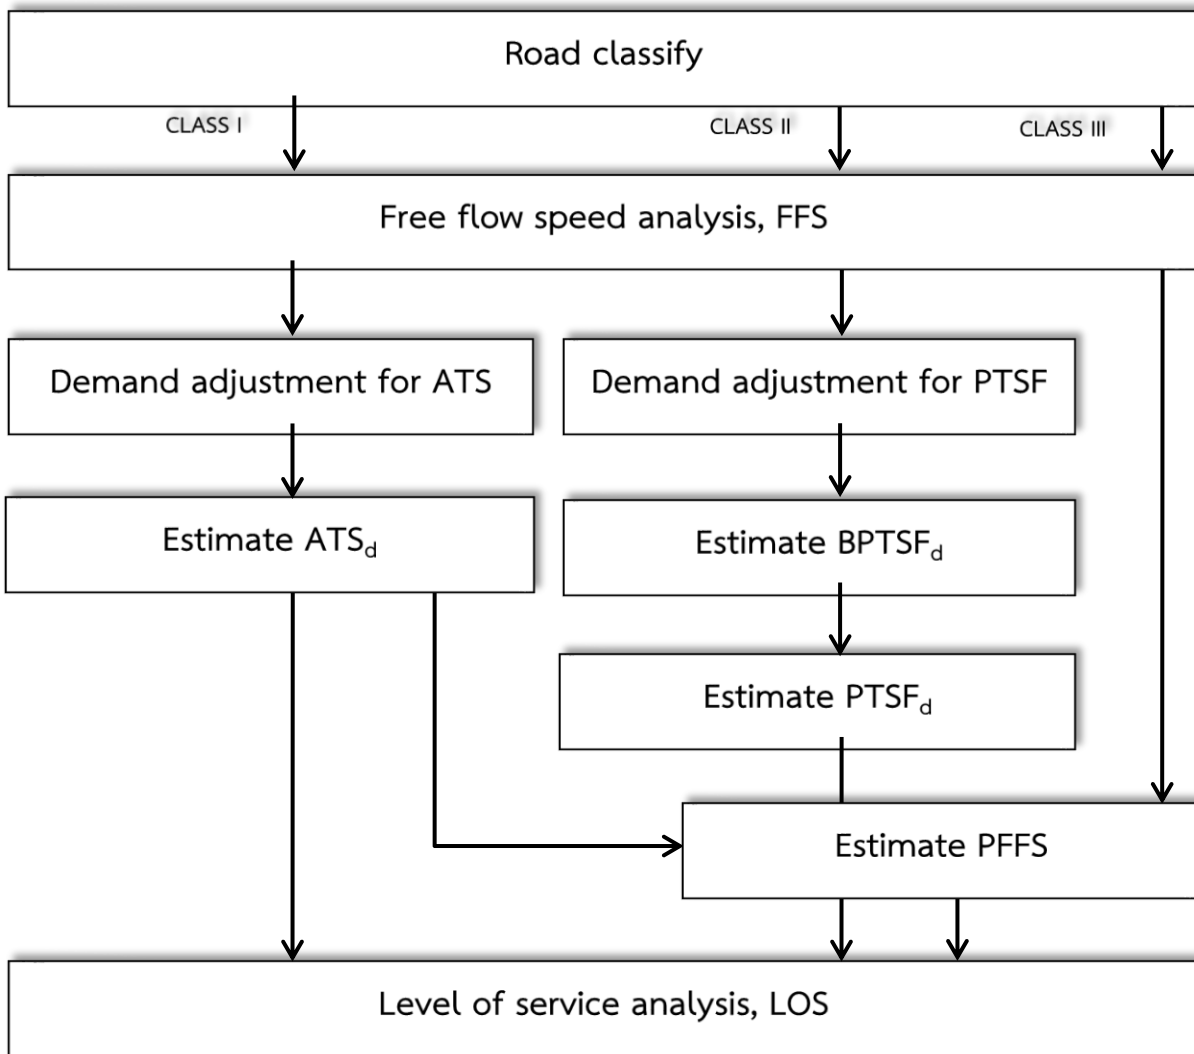 Road classify
CLASS I
CLASS II
CLASS III
Free flow speed analysis, FFS
Demand adjustment for ATS
Demand adjustment for PTSF
Estimate ATSd
Estimate BPTSFd
Estimate PTSFd
Estimate PFFS
Level of service analysis, LOS